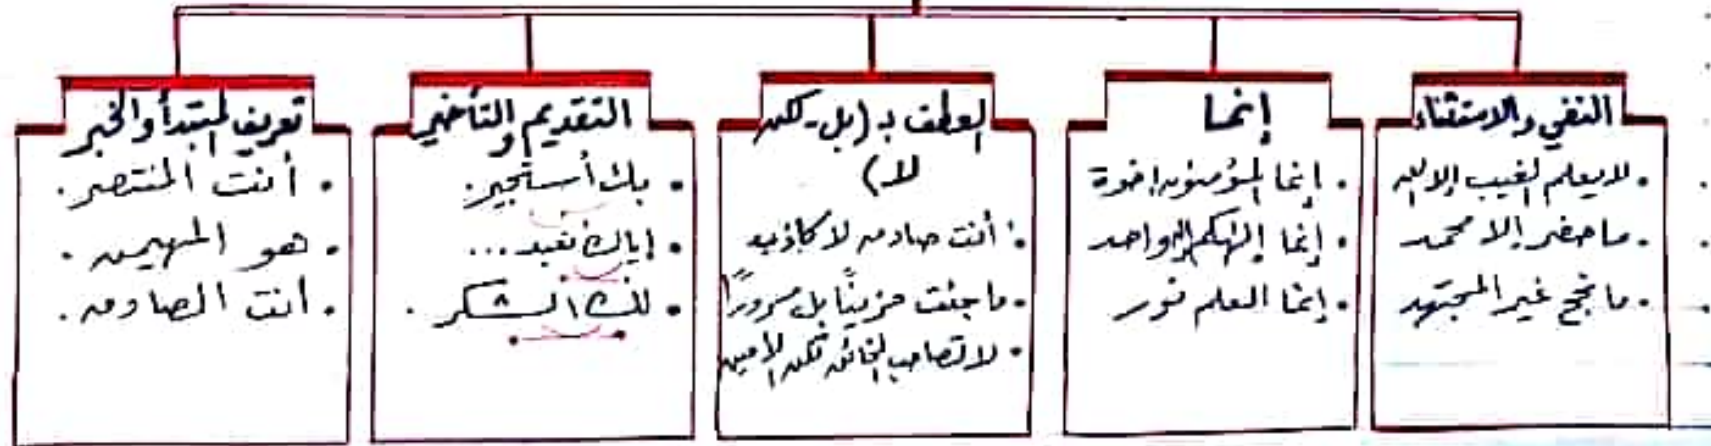 النفي والاستثناء
• لا يعلم الغيب إلا الله
• ما حضر إلا محمد
• ما نجح غير المجتهد
إنما
• إنما المؤمنون إخوة
• إنما إلهكم إله واحد
• إنما العلم نور
العطف بـ (بل - لكن
لا)
• أنت صادق لا كاذب
• ما جئت حزينًا بل مسرورًا
• لا تصاحب الخائن لكن الأمين
التقديم والتأخير
• بك أستجير.
• إياك نعبد...
• لك الشكر.
تعريف المبتدأ والخبر
• أنت المنتصر.
• هو المهيمن.
• أنت الصادق.